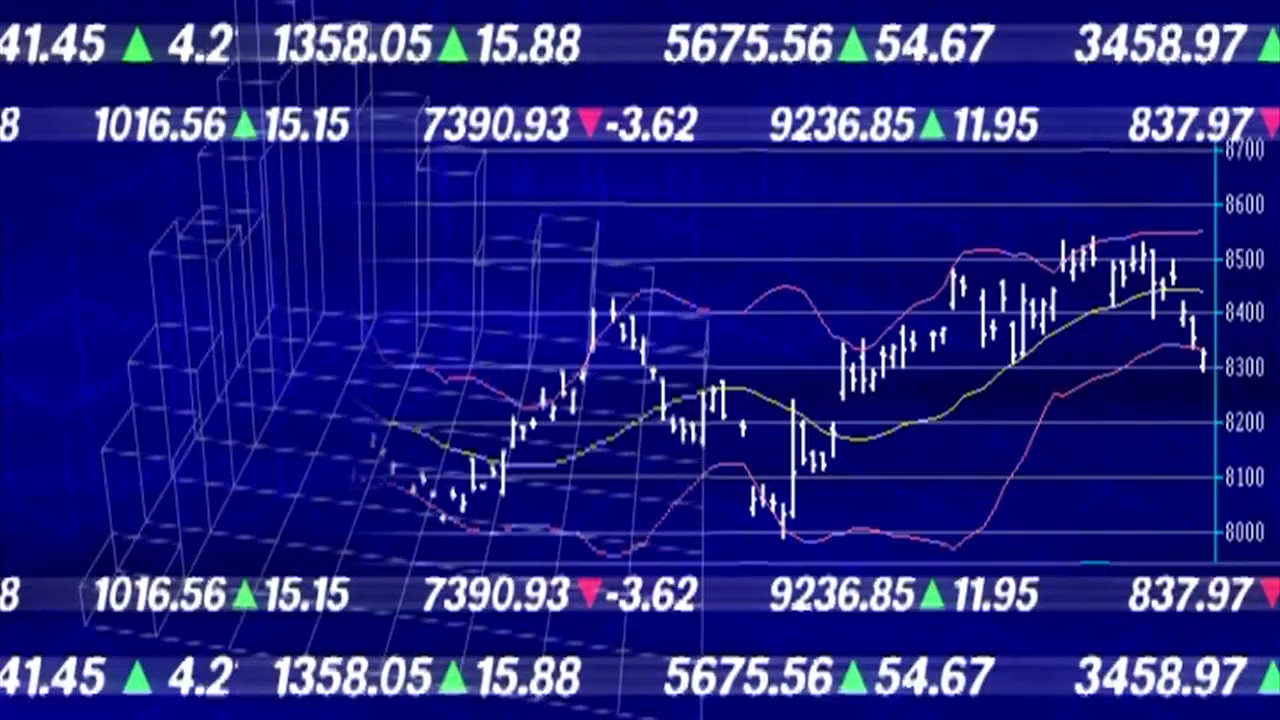 41.45 ▲ 4.2 1358.05 ▲ 15.88 5675.56 ▲ 54.67 3458.97 ▲
8 1016.56 ▲ 15.15 7390.93 ▼ -3.62 9236.85 ▲ 11.95 837.97 ▼
8700
8600
8500
8400
8300
8200
8100
8000
8 1016.56 ▲ 15.15 7390.93 ▼ -3.62 9236.85 ▲ 11.95 837.97 ▼
41.45 ▲ 4.2 1358.05 ▲ 15.88 5675.56 ▲ 54.67 3458.97 ▲